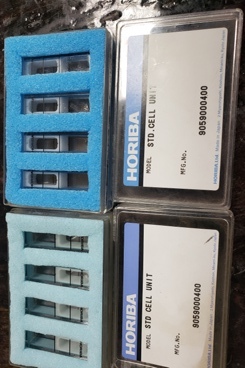 HORIBA
MODEL STD. CELL UNIT
MFG.No. 9059000400
HORIBA
MODEL STD CELL UNIT
MFG.No. 9059000400